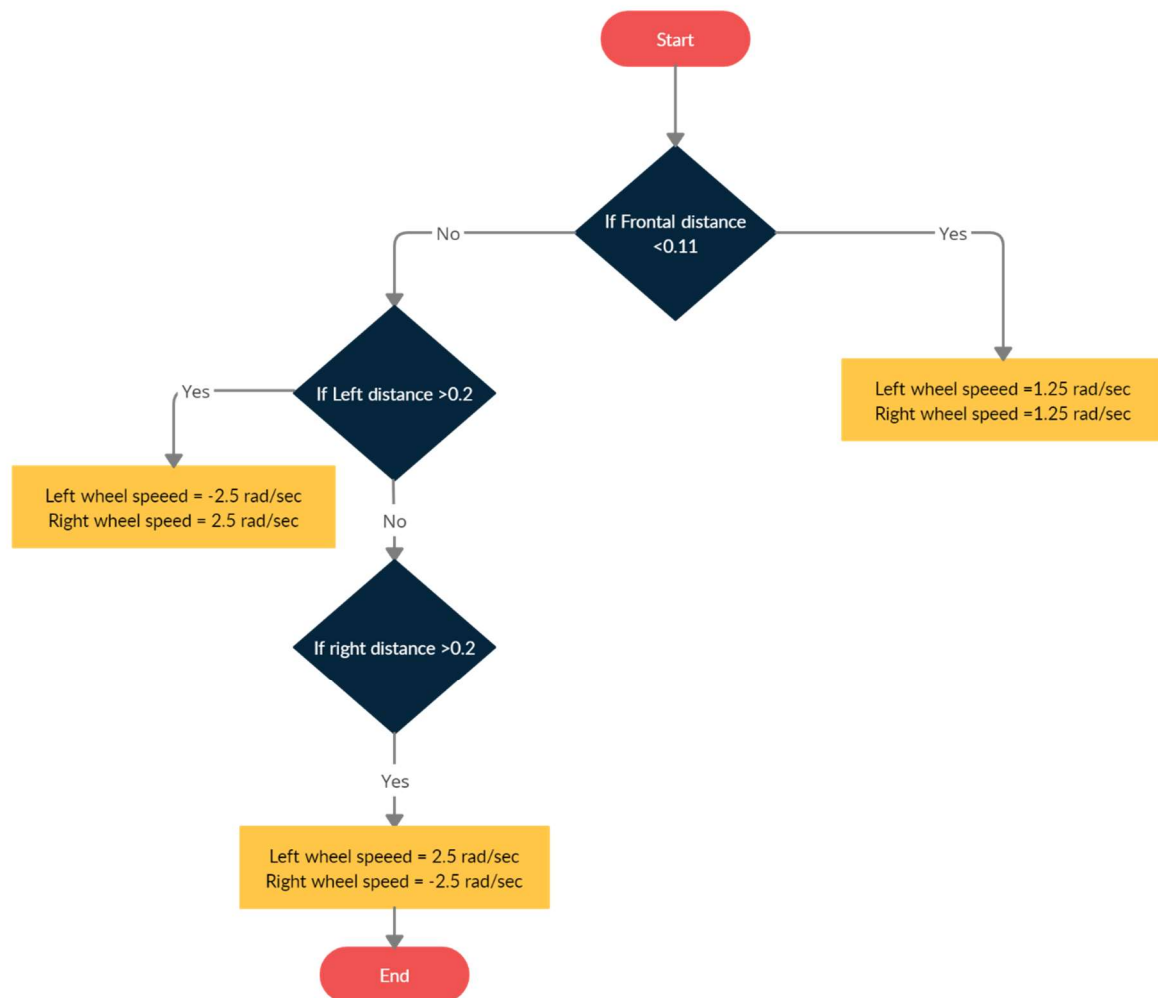 Start
If Frontal distance
<0.11
No
Yes
If Left distance >0.2
Yes
Left wheel speeed =1.25 rad/sec
Right wheel speed =1.25 rad/sec
Left wheel speeed = -2.5 rad/sec
Right wheel speed = 2.5 rad/sec
No
If right distance >0.2
Yes
Left wheel speeed = 2.5 rad/sec
Right wheel speed = -2.5 rad/sec
End